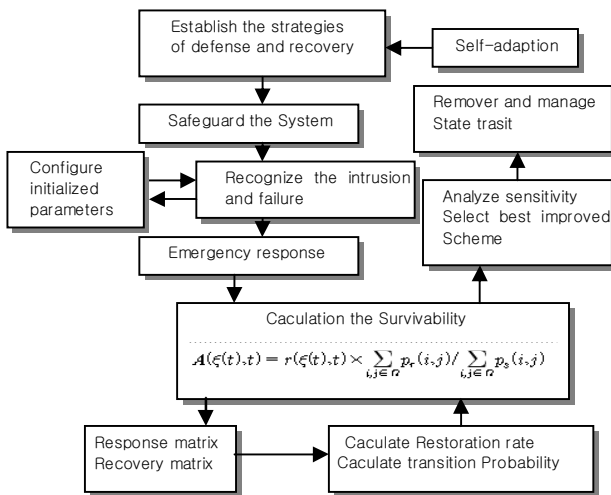 Establish the strategies
of defense and recovery
Self-adaption
Safeguard the System
Remover and manage
State trasit
Configure
initialized
parameters
Recognize the intrusion
and failure
Analyze sensitivity
Select best improved
Scheme
Emergency response
Caculation the Survivability
A(ξ(t),t) = r(ξ(t),t) × ∑ p_r(i,j) / ∑ p_s(i,j)
i,j∈Ω i,j∈Ω
Response matrix
Recovery matrix
Caculate Restoration rate
Caculate transition Probability